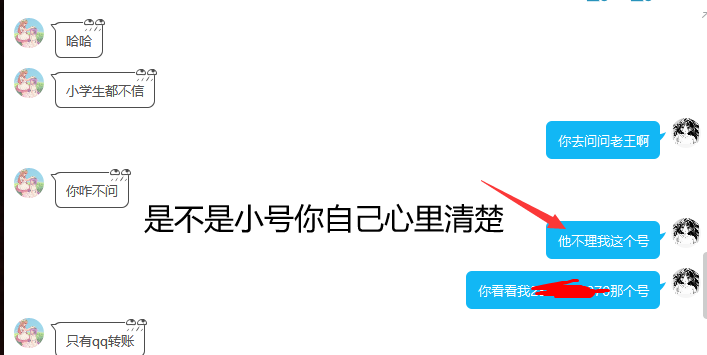 哈哈
小学生都不信
你去问问老王啊
你咋不问
是不是小号你自己心里清楚
他不理我这个号
你看看我2 70那个号
只有qq转账